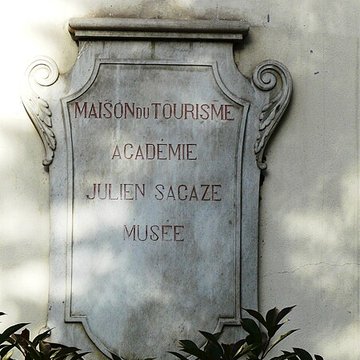 MAISON DU TOURISME
ACADÉMIE
JULIEN SACAZE
MUSÉE